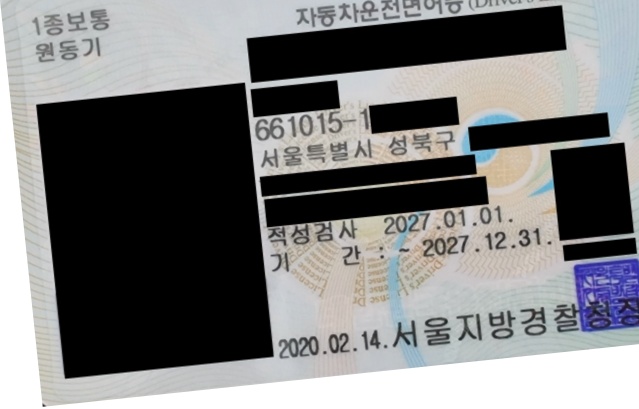 1종보통
원동기
자동차운전면허증 (Driver's
661015-1
서울특별시 성북구
적성검사 2027.01.01.
기 간 : ~ 2027.12.31.
2020.02.14.서울지방경찰청장